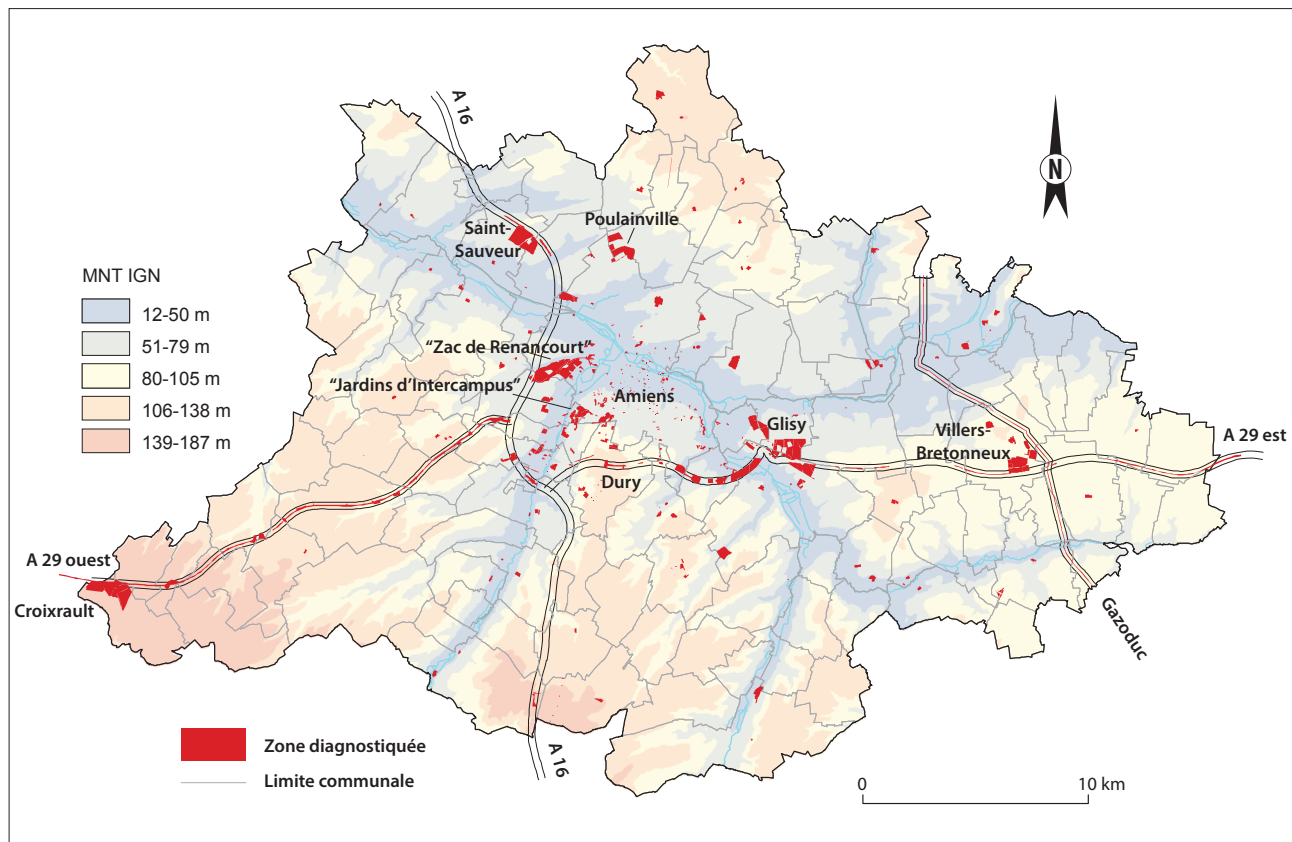 A 16
N
Saint-
Sauveur
Poulainville
MNT IGN
12-50 m
51-79 m
80-105 m
106-138 m
139-187 m
“Zac de Renancourt”
“Jardins d’Intercampus”
Amiens
Glisy
Villers-
Bretonneux
A 29 est
Dury
A 29 ouest
Croixrault
Gazoduc
Zone diagnostiquée
Limite communale
A 16
0 10 km